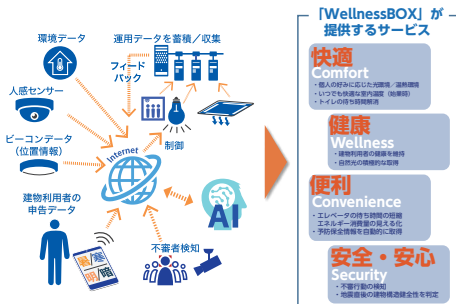 環境データ
運用データを蓄積／収集
フィード
バック
人感センサー
ビーコンデータ
（位置情報）
制御
Internet
建物利用者の
申告データ
暑 寒
明 暗
AI
不審者検知
「WellnessBOX」が
提供するサービス
快適
Comfort
・個人の好みに応じた光環境／温熱環境
・いつでも快適な室内温度（始業時）
・トイレの待ち時間解消
健康
Wellness
・建物利用者の健康を維持
・自然光の積極的な取得
便利
Convenience
・エレベータの待ち時間の短縮
エネルギー消費量の見える化
・予防保全情報を自動的に取得
安全・安心
Security
・不審行動の検知
・地震直後の建物構造健全性を判定